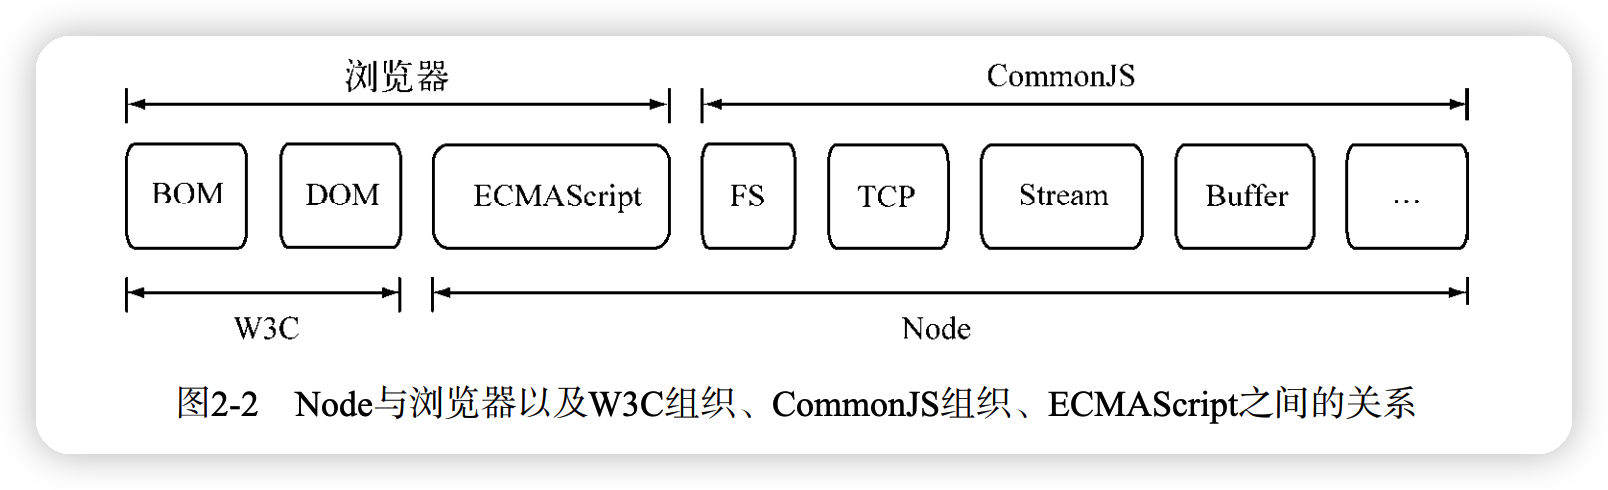 浏览器
CommonJS
BOM
DOM
ECMAScript
FS
TCP
Stream
Buffer
...
W3C
Node
图2-2 Node与浏览器以及W3C组织、CommonJS组织、ECMAScript之间的关系